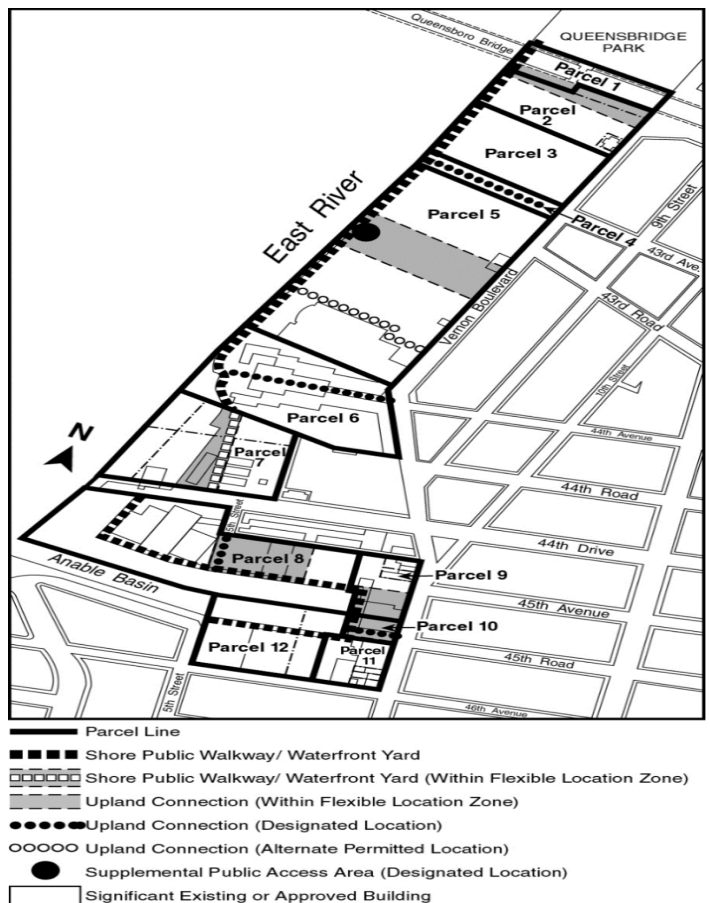 Queensboro Bridge
QUEENSBRIDGE
PARK
Parcel 1
Parcel
2
Parcel 3
Parcel 4
Parcel 5
East River
9th Street
43rd Ave.
43rd Road
Vernon Boulevard
10th Street
44th Avenue
Parcel 6
N
Parcel
7
44th Road
5th Street
44th Drive
Parcel 8
Anable Basin
Parcel 9
45th Avenue
Parcel 10
Parcel 12
Parcel
11
45th Road
5th Street
46th Avenue
Parcel Line
Shore Public Walkway/ Waterfront Yard
Shore Public Walkway/ Waterfront Yard (Within Flexible Location Zone)
Upland Connection (Within Flexible Location Zone)
Upland Connection (Designated Location)
Upland Connection (Alternate Permitted Location)
Supplemental Public Access Area (Designated Location)
Significant Existing or Approved Building